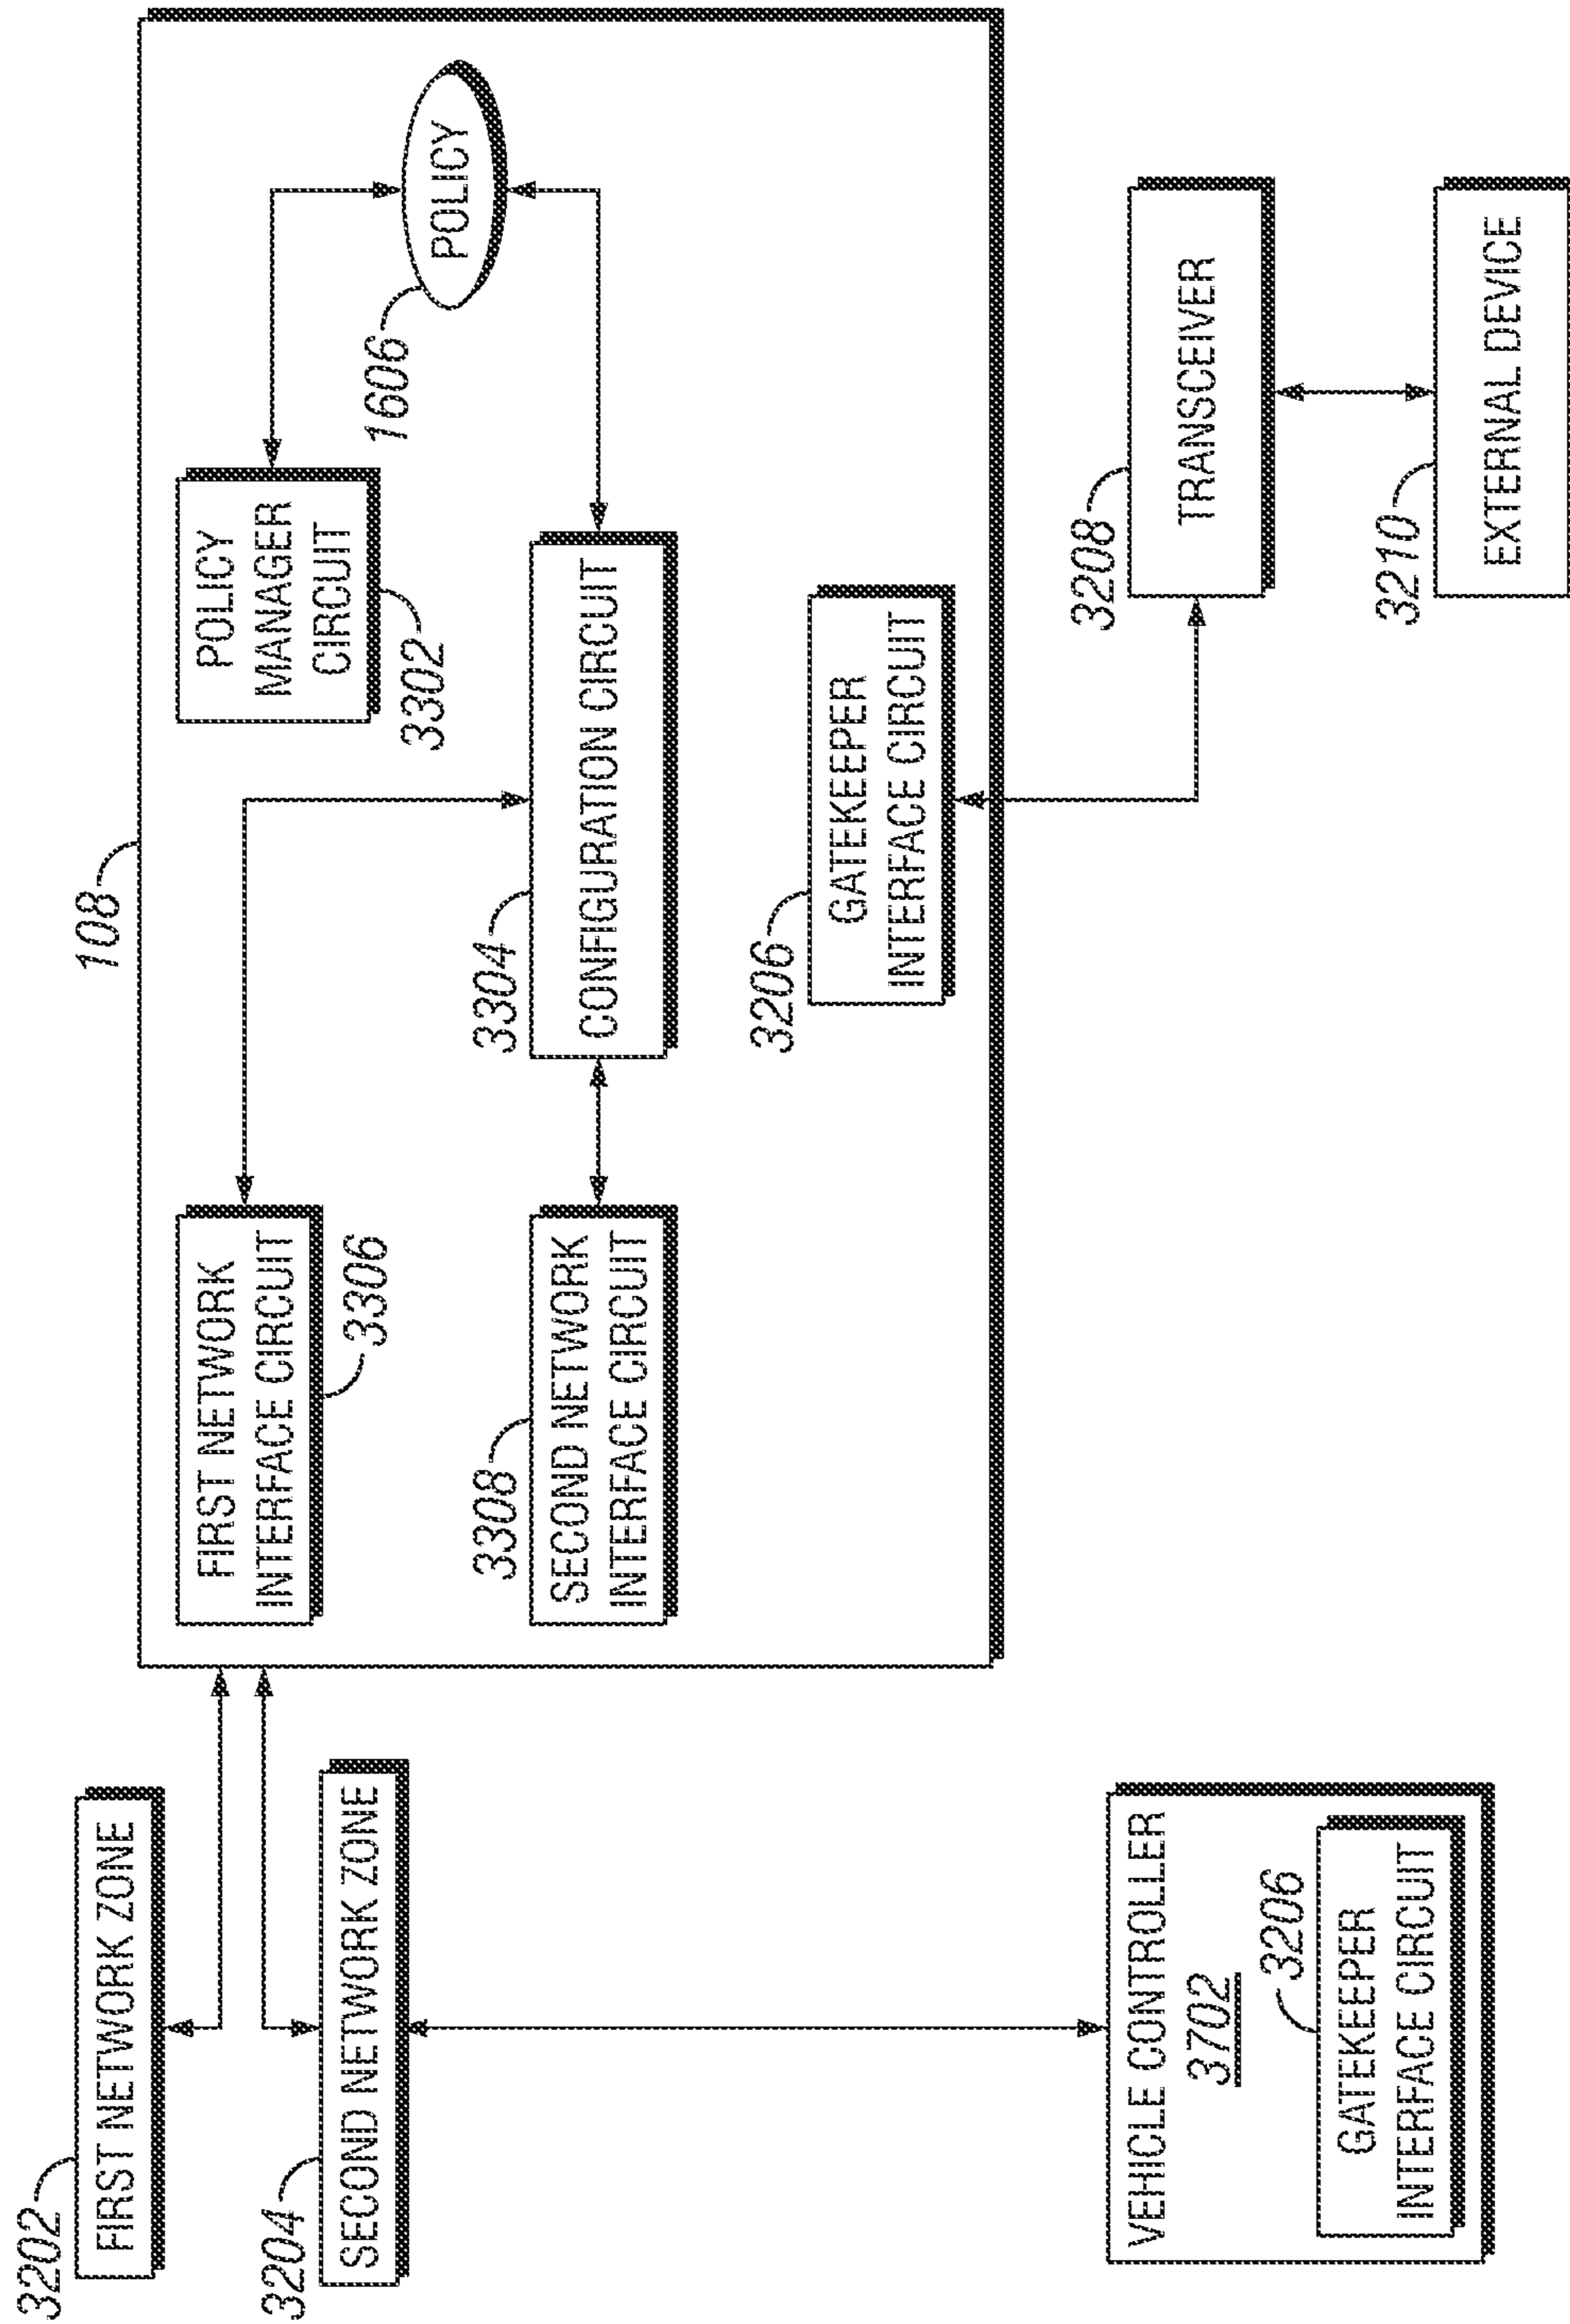 3202
FIRST NETWORK ZONE
3204
SECOND NETWORK ZONE
VEHICLE CONTROLLER
3702
3206
GATEKEEPER
INTERFACE CIRCUIT
108
FIRST NETWORK
INTERFACE CIRCUIT
3306
3308
SECOND NETWORK
INTERFACE CIRCUIT
POLICY
MANAGER
CIRCUIT
3302
3304
CONFIGURATION CIRCUIT
1606
POLICY
3206
GATEKEEPER
INTERFACE CIRCUIT
3208
TRANSCEIVER
3210
EXTERNAL DEVICE